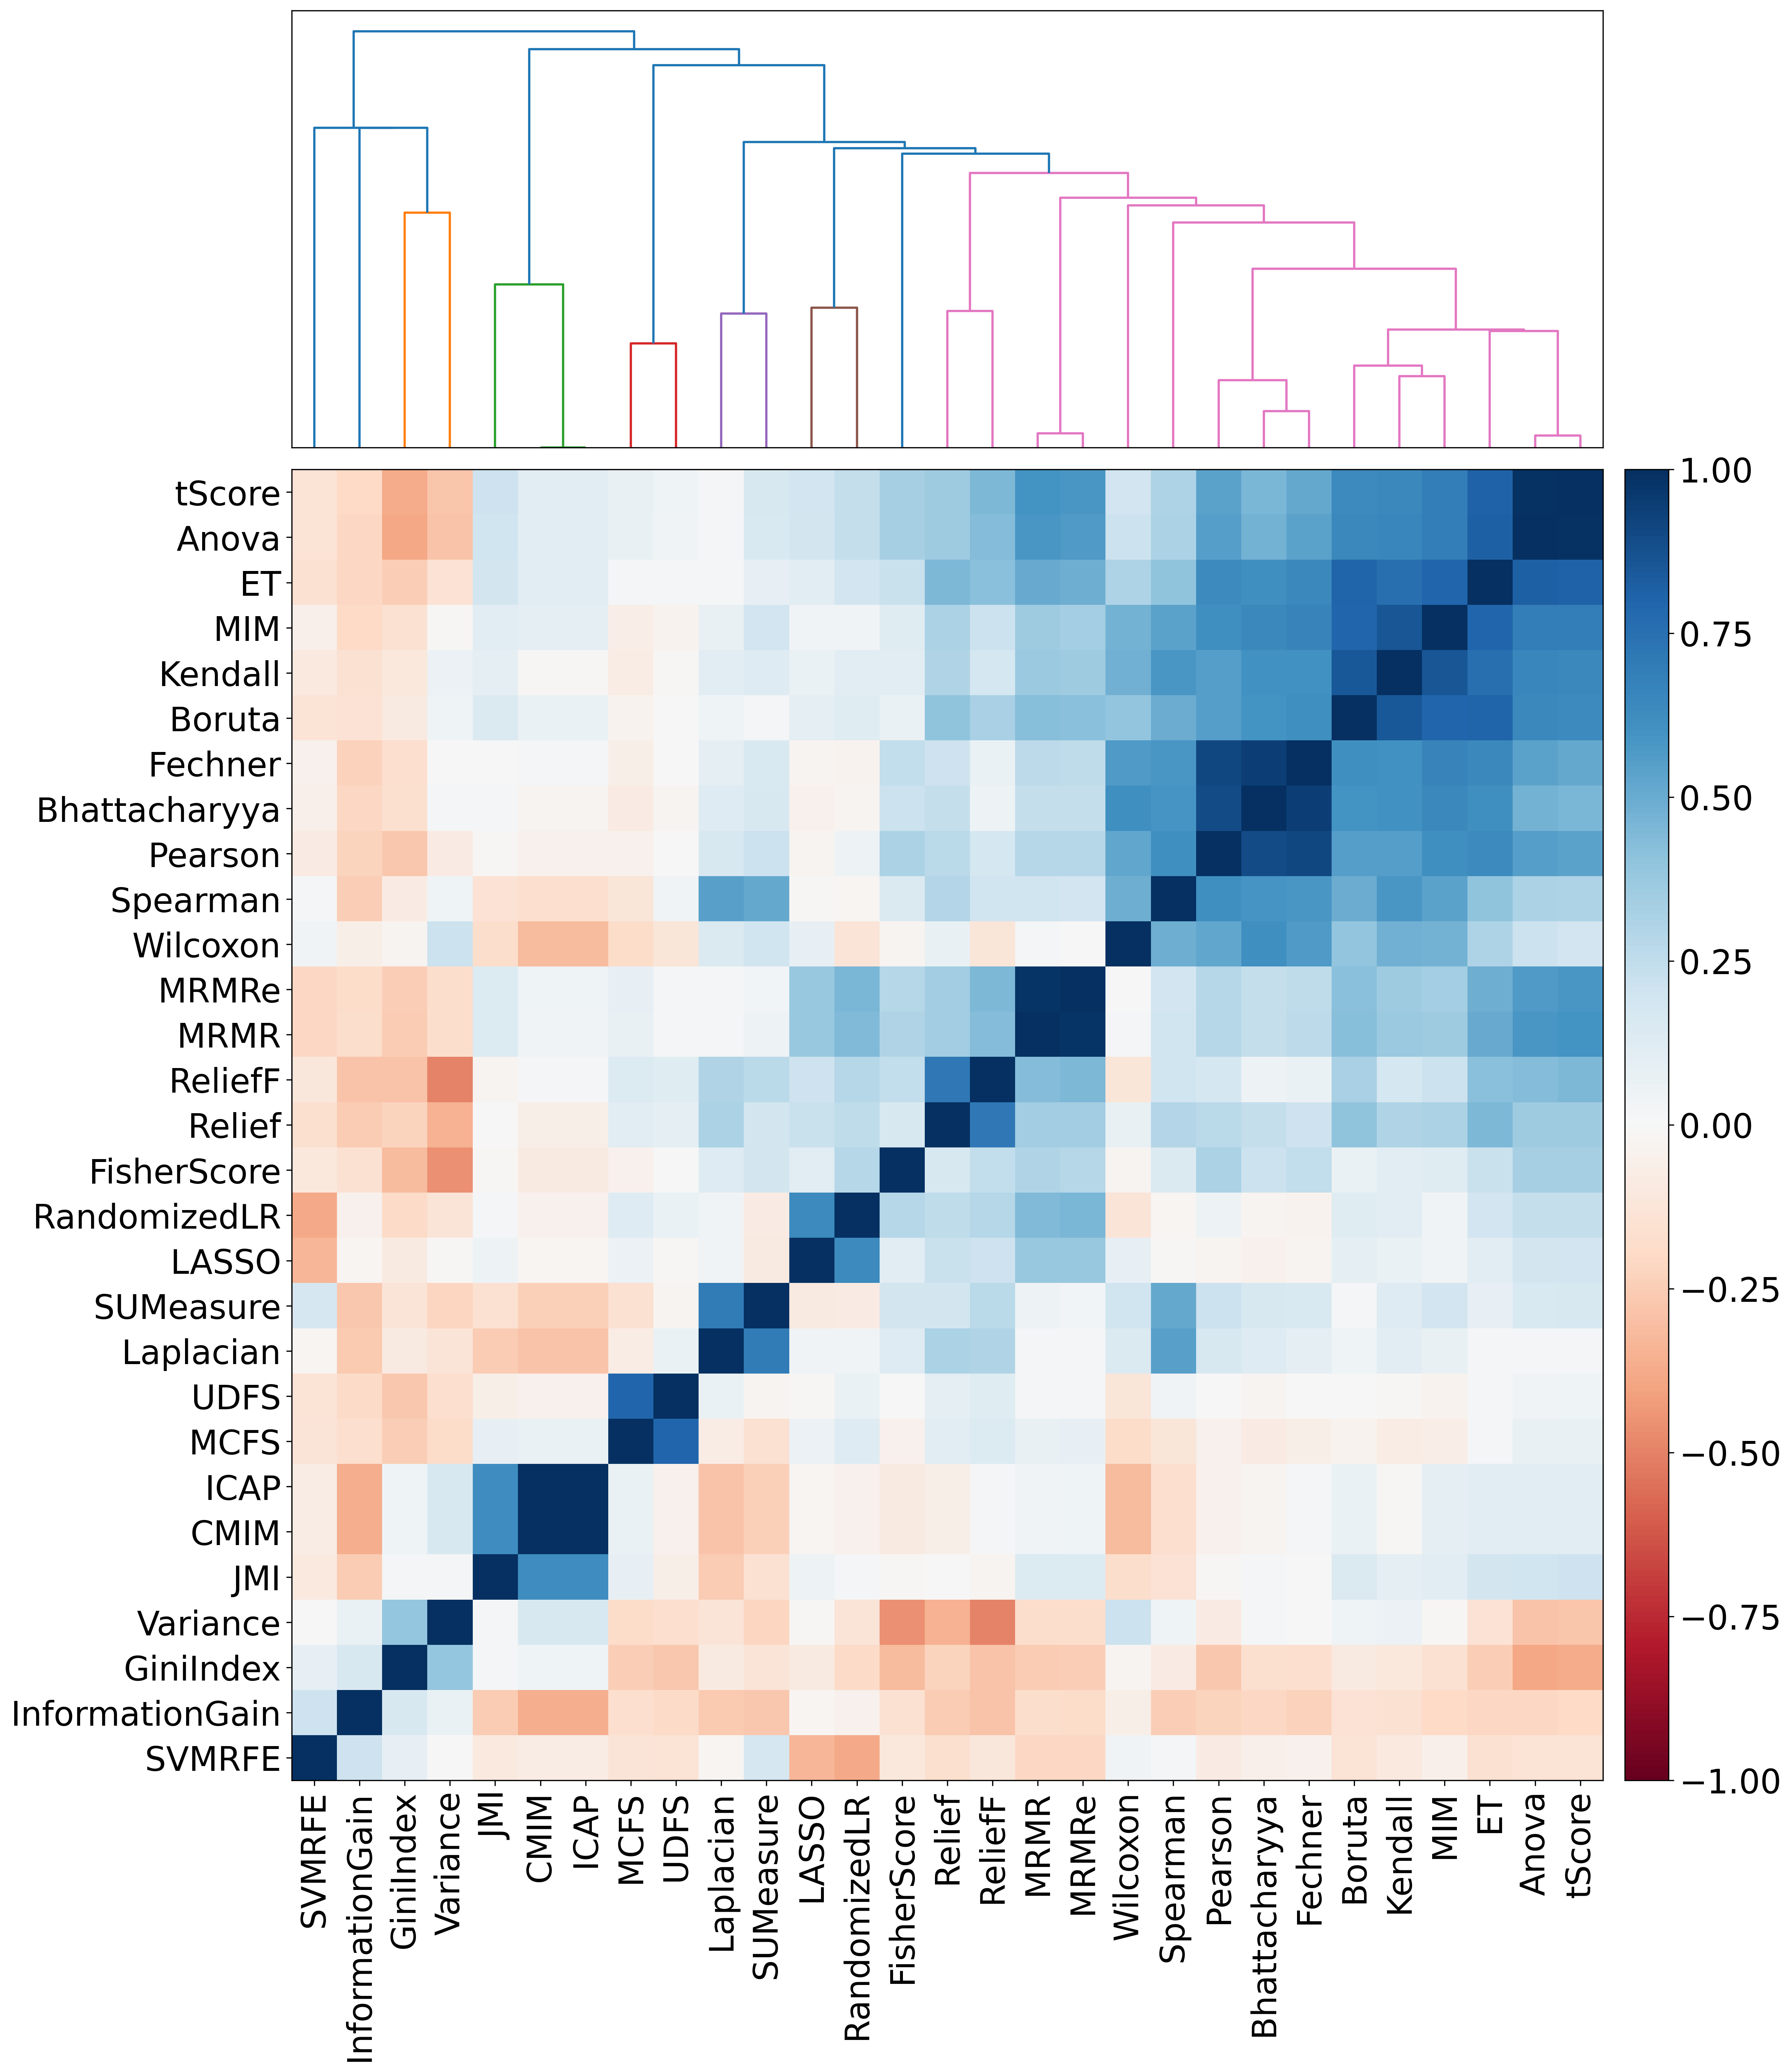 tScore
Anova
ET
MIM
Kendall
Boruta
Fechner
Bhattacharyya
Pearson
Spearman
Wilcoxon
MRMRe
MRMR
ReliefF
Relief
FisherScore
RandomizedLR
LASSO
SUMeasure
Laplacian
UDFS
MCFS
ICAP
CMIM
JMI
Variance
GiniIndex
InformationGain
SVMRFE
1.00
0.75
0.50
0.25
0.00
−0.25
−0.50
−0.75
−1.00
SVMRFE
InformationGain
GiniIndex
Variance
JMI
CMIM
ICAP
MCFS
UDFS
Laplacian
SUMeasure
LASSO
RandomizedLR
FisherScore
Relief
ReliefF
MRMR
MRMRe
Wilcoxon
Spearman
Pearson
Bhattacharyya
Fechner
Boruta
Kendall
MIM
ET
Anova
tScore